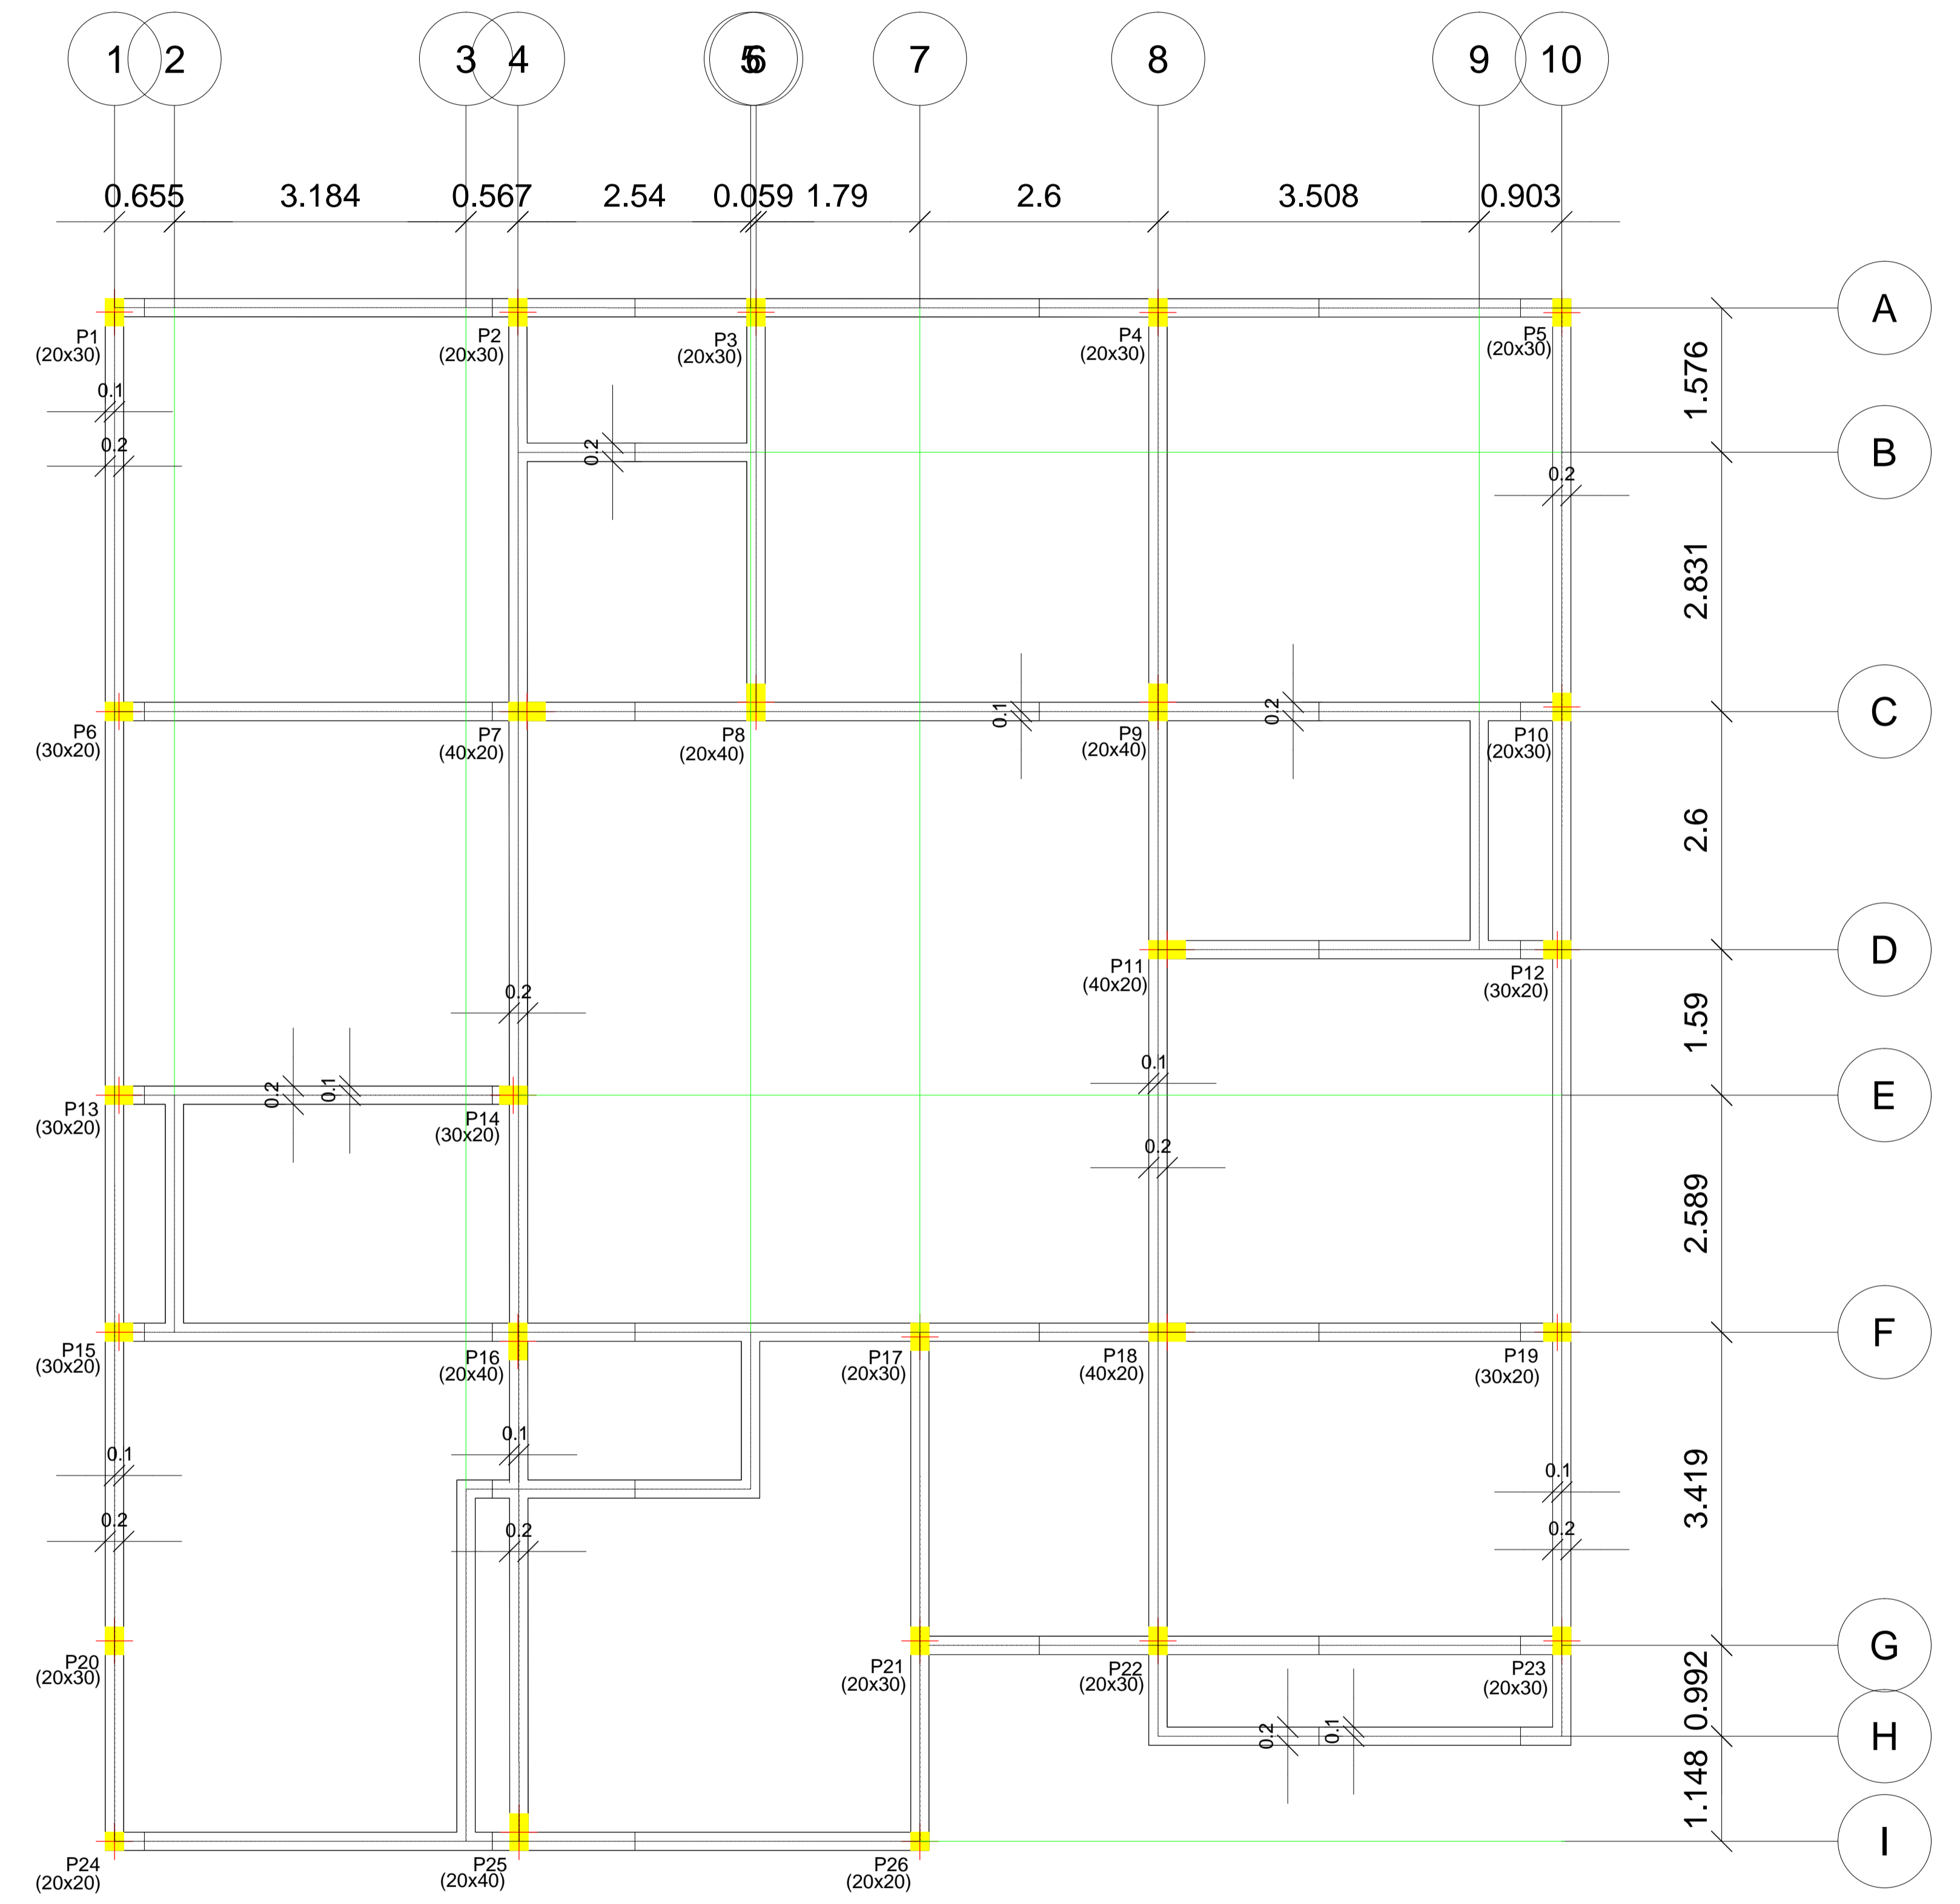 1 2 3 4 5 6 7 8 9 10
0.655 3.184 0.567 2.54 0.059 1.79 2.6 3.508 0.903
A
P1 P2 P3 P4 P5
(20x30) (20x30) (20x30) (20x30) (20x30)
1.576
0.1
0.2 0.2
B
0.2
2.831
0.1 0.2
C
P6 P7 P8 P9 P10
(30x20) (40x20) (20x40) (20x40) (20x30)
2.6
D
P11 P12
(40x20) (30x20)
0.2
1.59
0.1
0.2 0.1
E
P13 P14
(30x20) (30x20)
0.2
2.589
F
P15 P16 P17 P18 P19
(30x20) (20x40) (20x30) (40x20) (30x20)
0.1
0.1 0.1
3.419
0.2 0.2 0.2
G
P20 P21 P22 P23
(20x30) (20x30) (20x30) (20x30)
0.992
0.2 0.1
H
1.148
I
P24 P25 P26
(20x20) (20x40) (20x20)